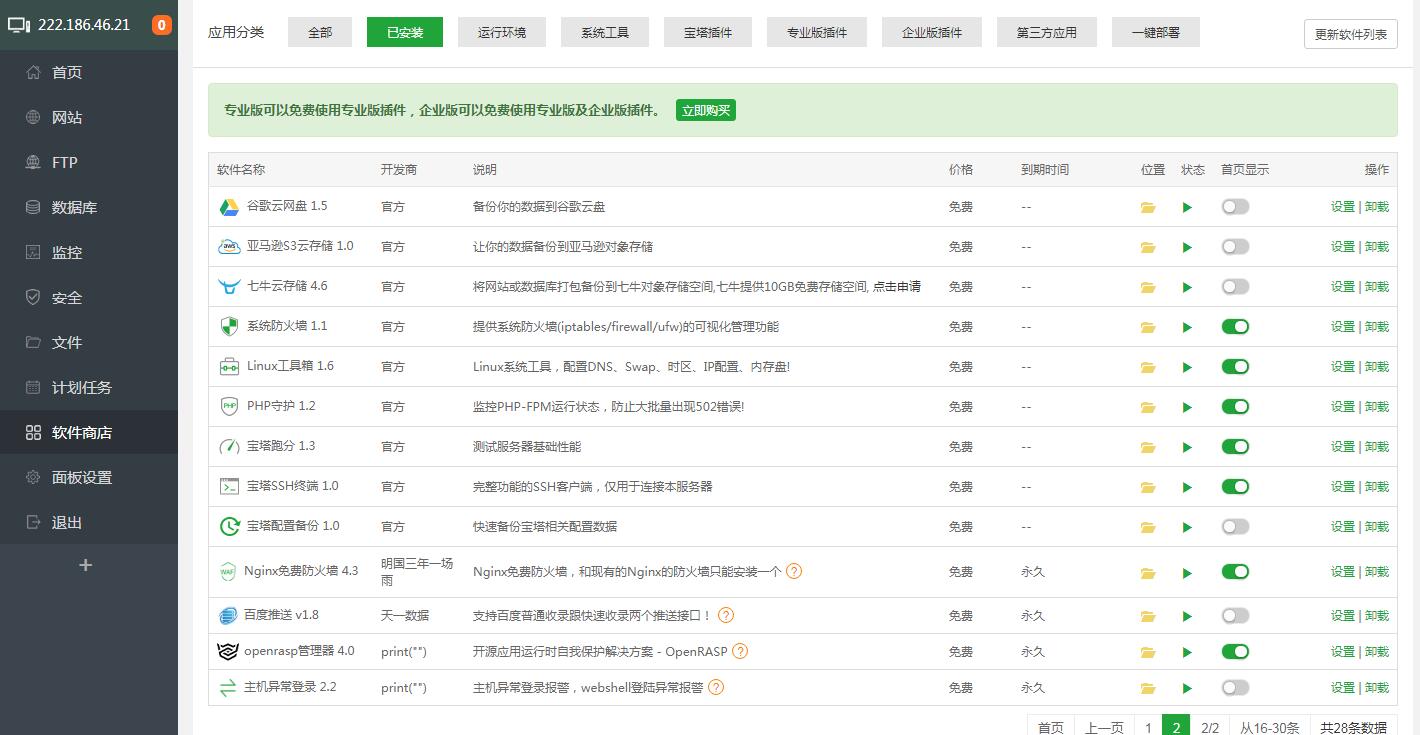 222.186.46.21 0
首页
网站
FTP
数据库
监控
安全
文件
计划任务
软件商店
面板设置
退出
+
应用分类 全部 已安装 运行环境 系统工具 宝塔插件 专业版插件 企业版插件 第三方应用 一键部署 更新软件列表
专业版可以免费使用专业版插件，企业版可以免费使用专业版及企业版插件。 立即购买
软件名称 开发商 说明 价格 到期时间 位置 状态 首页显示 操作
谷歌云网盘 1.5 官方 备份你的数据到谷歌云盘 免费 -- 设置 | 卸载
aws 亚马逊S3云存储 1.0 官方 让你的数据备份到亚马逊对象存储 免费 -- 设置 | 卸载
七牛云存储 4.6 官方 将网站或数据库打包备份到七牛对象存储空间,七牛提供10GB免费存储空间, 点击申请 免费 -- 设置 | 卸载
系统防火墙 1.1 官方 提供系统防火墙(iptables/firewall/ufw)的可视化管理功能 免费 -- 设置 | 卸载
Linux工具箱 1.6 官方 Linux系统工具，配置DNS、Swap、时区、IP配置、内存盘! 免费 -- 设置 | 卸载
PHP PHP守护 1.2 官方 监控PHP-FPM运行状态，防止大批量出现502错误! 免费 -- 设置 | 卸载
宝塔跑分 1.3 官方 测试服务器基础性能 免费 -- 设置 | 卸载
宝塔SSH终端 1.0 官方 完整功能的SSH客户端，仅用于连接本服务器 免费 -- 设置 | 卸载
宝塔配置备份 1.0 官方 快速备份宝塔相关配置数据 免费 -- 设置 | 卸载
WAF Nginx免费防火墙 4.3 明国三年一场雨 Nginx免费防火墙，和现有的Nginx的防火墙只能安装一个 ? 免费 永久 设置 | 卸载
百度推送 v1.8 天一数据 支持百度普通收录跟快速收录两个推送接口！ ? 免费 永久 设置 | 卸载
openrasp管理器 4.0 print("") 开源应用运行时自我保护解决方案 - OpenRASP ? 免费 永久 设置 | 卸载
主机异常登录 2.2 print("") 主机异常登录报警，webshell登陆异常报警 ? 免费 永久 设置 | 卸载
首页 上一页 1 2 2/2 从16-30条 共28条数据